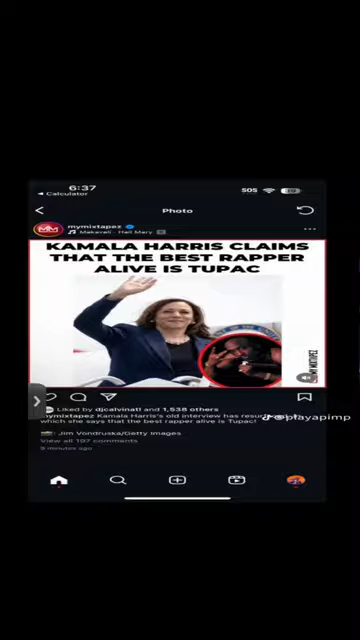 6:37
SOS
Calculator
Photo
mymixtapez
Makaveli · Hail Mary
KAMALA HARRIS CLAIMS
THAT THE BEST RAPPER
ALIVE IS TUPAC
MY MIXTAPEZ
Liked by djcalvinatl and 1,538 others
mymixtapez Kamala Harris's old interview has
which she says that the best rapper alive is Tupac!
@playapimp
: Jim Vondruska/Getty Images
View all 197 comments
9 minutes ago